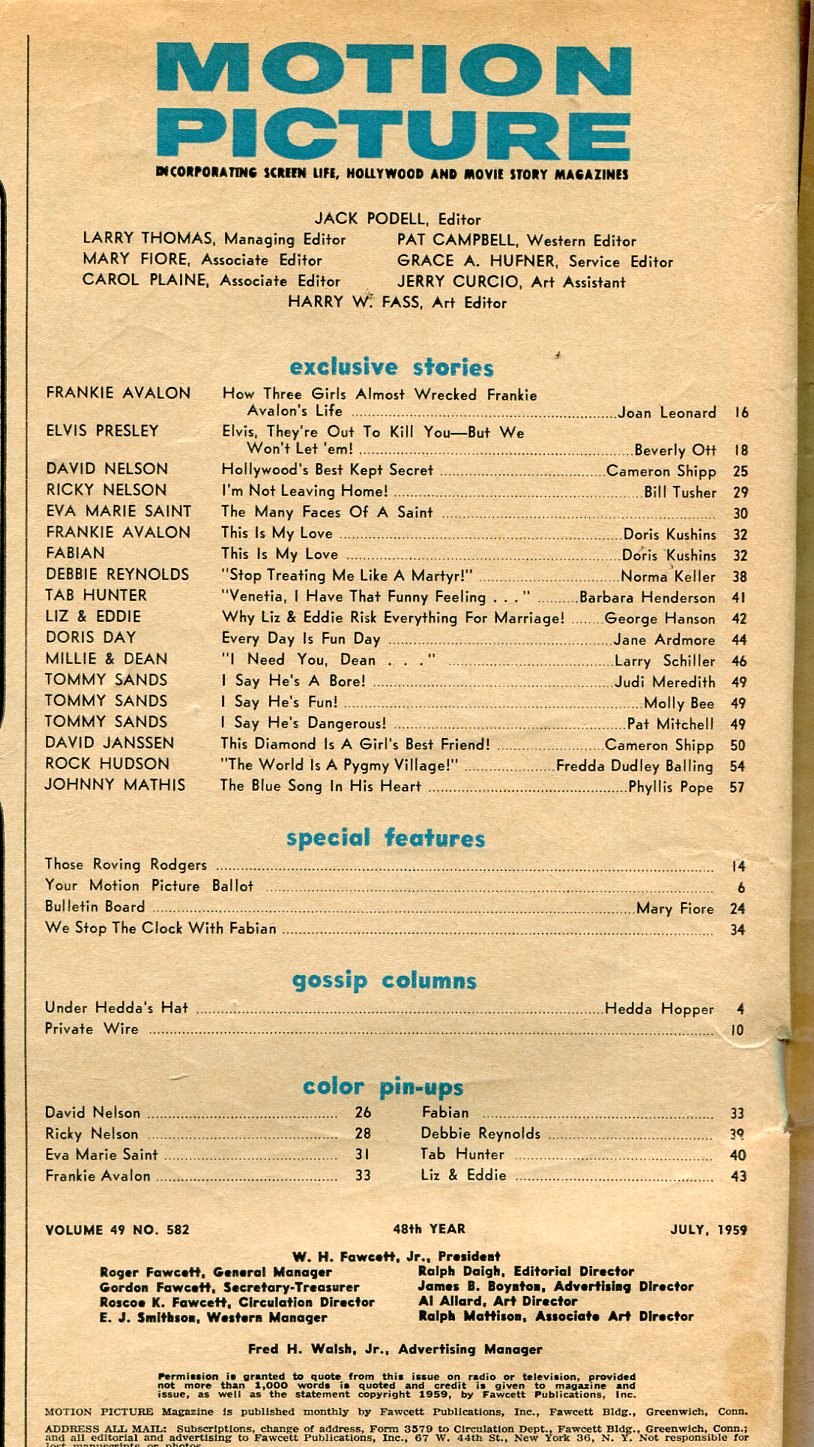 MOTION
PICTURE
INCORPORATING SCREEN LIFE, HOLLYWOOD AND MOVIE STORY MAGAZINES
JACK PODELL, Editor
LARRY THOMAS, Managing Editor PAT CAMPBELL, Western Editor
MARY FIORE, Associate Editor GRACE A. HUFNER, Service Editor
CAROL PLAINE, Associate Editor JERRY CURCIO, Art Assistant
HARRY W. FASS, Art Editor
exclusive stories
FRANKIE AVALON How Three Girls Almost Wrecked Frankie
Avalon's Life Joan Leonard 16
ELVIS PRESLEY Elvis, They're Out To Kill You—But We
Won't Let 'em! Beverly Ott 18
DAVID NELSON Hollywood's Best Kept Secret Cameron Shipp 25
RICKY NELSON I'm Not Leaving Home! Bill Tusher 29
EVA MARIE SAINT The Many Faces Of A Saint 30
FRANKIE AVALON This Is My Love Doris Kushins 32
FABIAN This Is My Love Doris Kushins 32
DEBBIE REYNOLDS "Stop Treating Me Like A Martyr!" Norma Keller 38
TAB HUNTER "Venetia, I Have That Funny Feeling . . ." Barbara Henderson 41
LIZ & EDDIE Why Liz & Eddie Risk Everything For Marriage! George Hanson 42
DORIS DAY Every Day Is Fun Day Jane Ardmore 44
MILLIE & DEAN "I Need You, Dean . . ." Larry Schiller 46
TOMMY SANDS I Say He's A Bore! Judi Meredith 49
TOMMY SANDS I Say He's Fun! Molly Bee 49
TOMMY SANDS I Say He's Dangerous! Pat Mitchell 49
DAVID JANSSEN This Diamond Is A Girl's Best Friend! Cameron Shipp 50
ROCK HUDSON "The World Is A Pygmy Village!" Fredda Dudley Balling 54
JOHNNY MATHIS The Blue Song In His Heart Phyllis Pope 57
special features
Those Roving Rodgers 14
Your Motion Picture Ballot 6
Bulletin Board Mary Fiore 24
We Stop The Clock With Fabian 34
gossip columns
Under Hedda's Hat Hedda Hopper 4
Private Wire 10
color pin-ups
David Nelson 26 Fabian 33
Ricky Nelson 28 Debbie Reynolds 39
Eva Marie Saint 31 Tab Hunter 40
Frankie Avalon 33 Liz & Eddie 43
VOLUME 49 NO. 582 48th YEAR JULY, 1959
W. H. Fawcett, Jr., President
Roger Fawcett, General Manager Ralph Daigh, Editorial Director
Gordon Fawcett, Secretary-Treasurer James B. Boynton, Advertising Director
Roscoe K. Fawcett, Circulation Director Al Allard, Art Director
E. J. Smithson, Western Manager Ralph Mattison, Associate Art Director
Fred H. Walsh, Jr., Advertising Manager
Permission is granted to quote from this issue on radio or television, provided
not more than 1,000 words is quoted and credit is given to magazine and
issue, as well as the statement copyright 1959, by Fawcett Publications, Inc.
MOTION PICTURE Magazine is published monthly by Fawcett Publications, Inc., Fawcett Bldg., Greenwich, Conn.
ADDRESS ALL MAIL: Subscriptions, change of address, Form 3579 to Circulation Dept., Fawcett Bldg., Greenwich, Conn.;
and all editorial and advertising to Fawcett Publications, Inc., 67 W. 44th St., New York 36, N. Y. Not responsible for
lost manuscripts or photos.